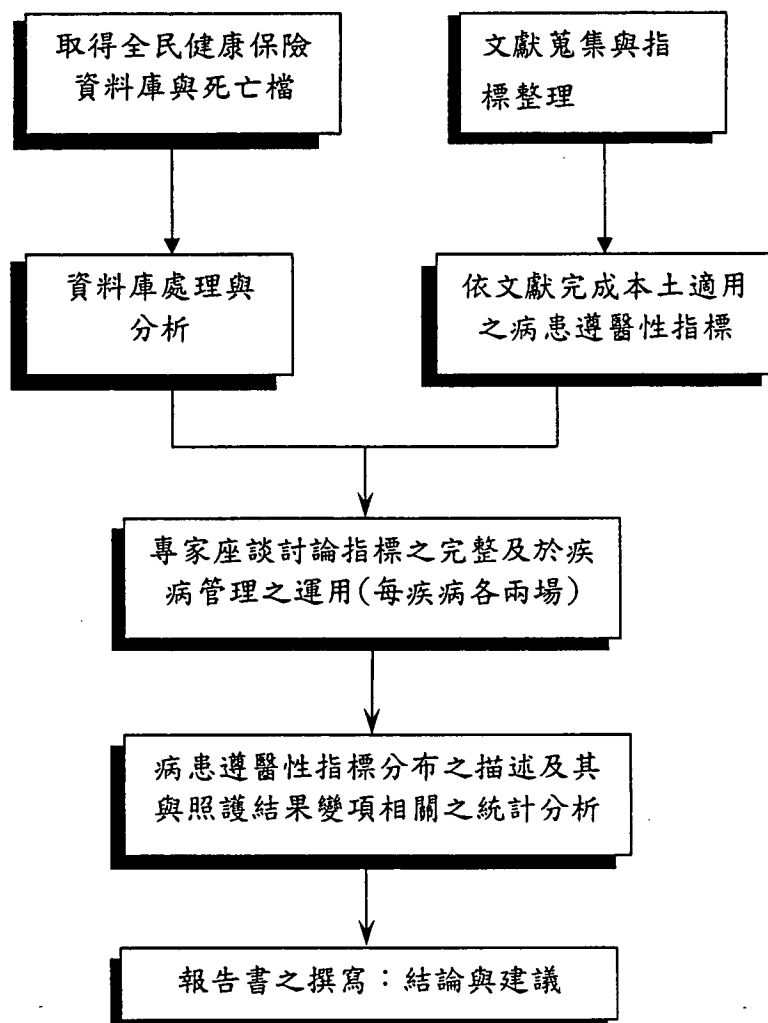 取得全民健康保險
資料庫與死亡檔
文獻蒐集與指
標整理
資料庫處理與
分析
依文獻完成本土適用
之病患遵醫性指標
專家座談討論指標之完整及於疾
病管理之運用(每疾病各兩場)
病患遵醫性指標分布之描述及其
與照護結果變項相關之統計分析
報告書之撰寫：結論與建議